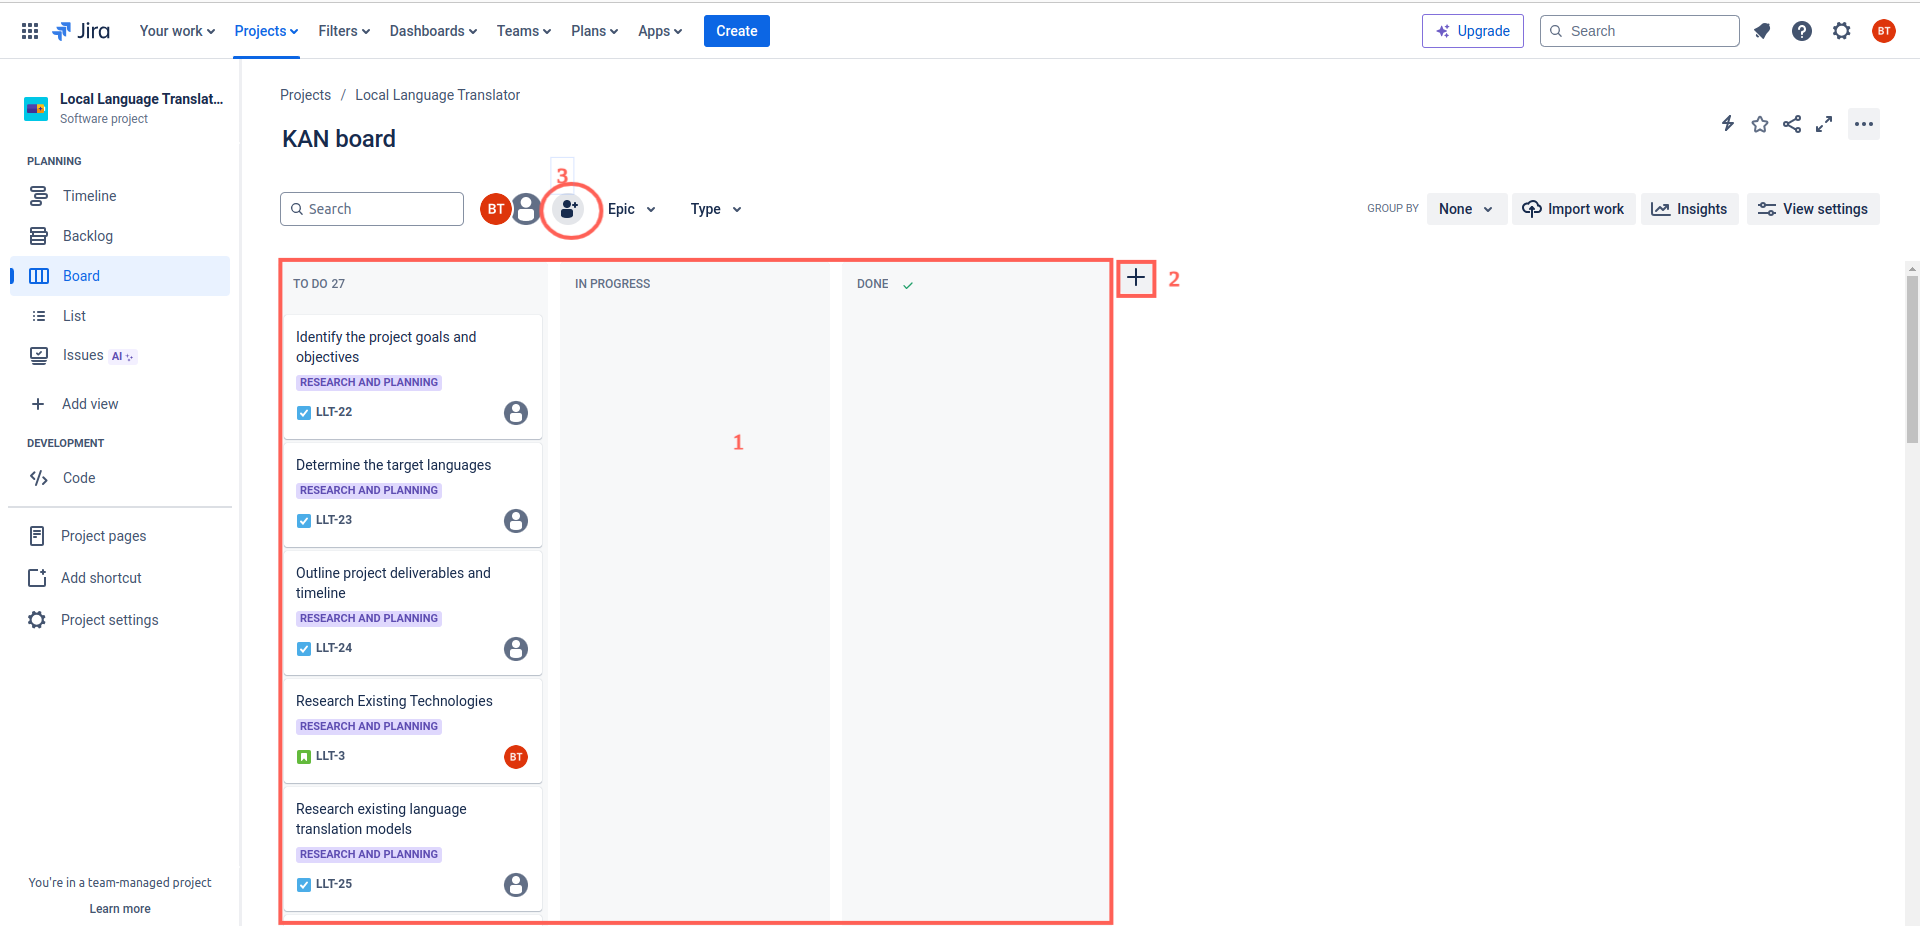 Jira
Your work
Projects
Filters
Dashboards
Teams
Plans
Apps
Create
Upgrade
Search
BT
Local Language Translat...
Software project
PLANNING
Timeline
Backlog
Board
List
Issues AI
Add view
DEVELOPMENT
Code
Project pages
Add shortcut
Project settings
You're in a team-managed project
Learn more
Projects / Local Language Translator
KAN board
3
Search
BT
Epic
Type
GROUP BY
None
Import work
Insights
View settings
TO DO 27
IN PROGRESS
DONE
2
1
Identify the project goals and
objectives
RESEARCH AND PLANNING
LLT-22
Determine the target languages
RESEARCH AND PLANNING
LLT-23
Outline project deliverables and
timeline
RESEARCH AND PLANNING
LLT-24
Research Existing Technologies
RESEARCH AND PLANNING
LLT-3
BT
Research existing language
translation models
RESEARCH AND PLANNING
LLT-25